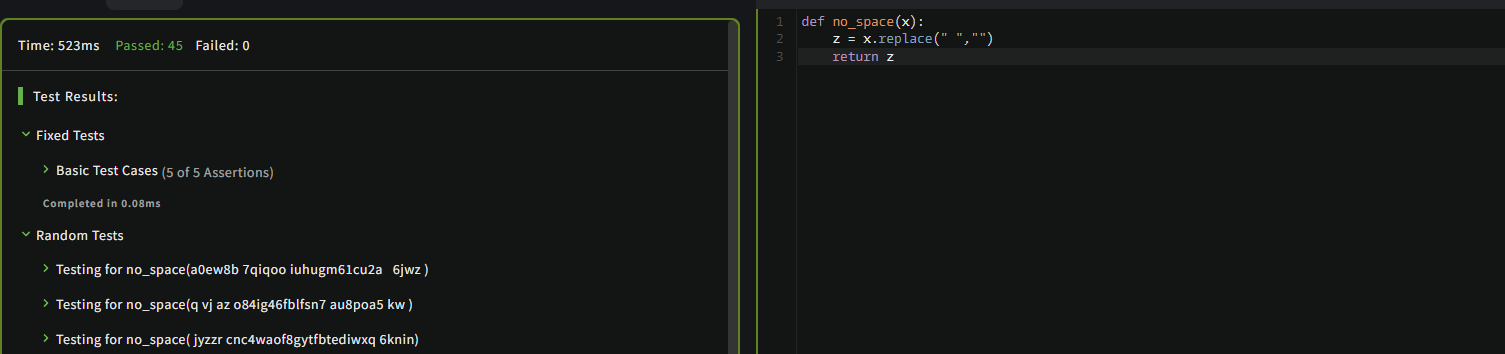 Time: 523ms Passed: 45 Failed: 0
Test Results:
Fixed Tests
Basic Test Cases (5 of 5 Assertions)
Completed in 0.08ms
Random Tests
Testing for no_space(a0ew8b 7qiqoo iuhugm61cu2a   6jwz )
Testing for no_space(q vj az o84ig46fblfsn7 au8poa5 kw )
Testing for no_space( jyzzr cnc4waof8gytfbtediwxq 6knin)
1 def no_space(x):
2     z = x.replace(" ","")
3     return z